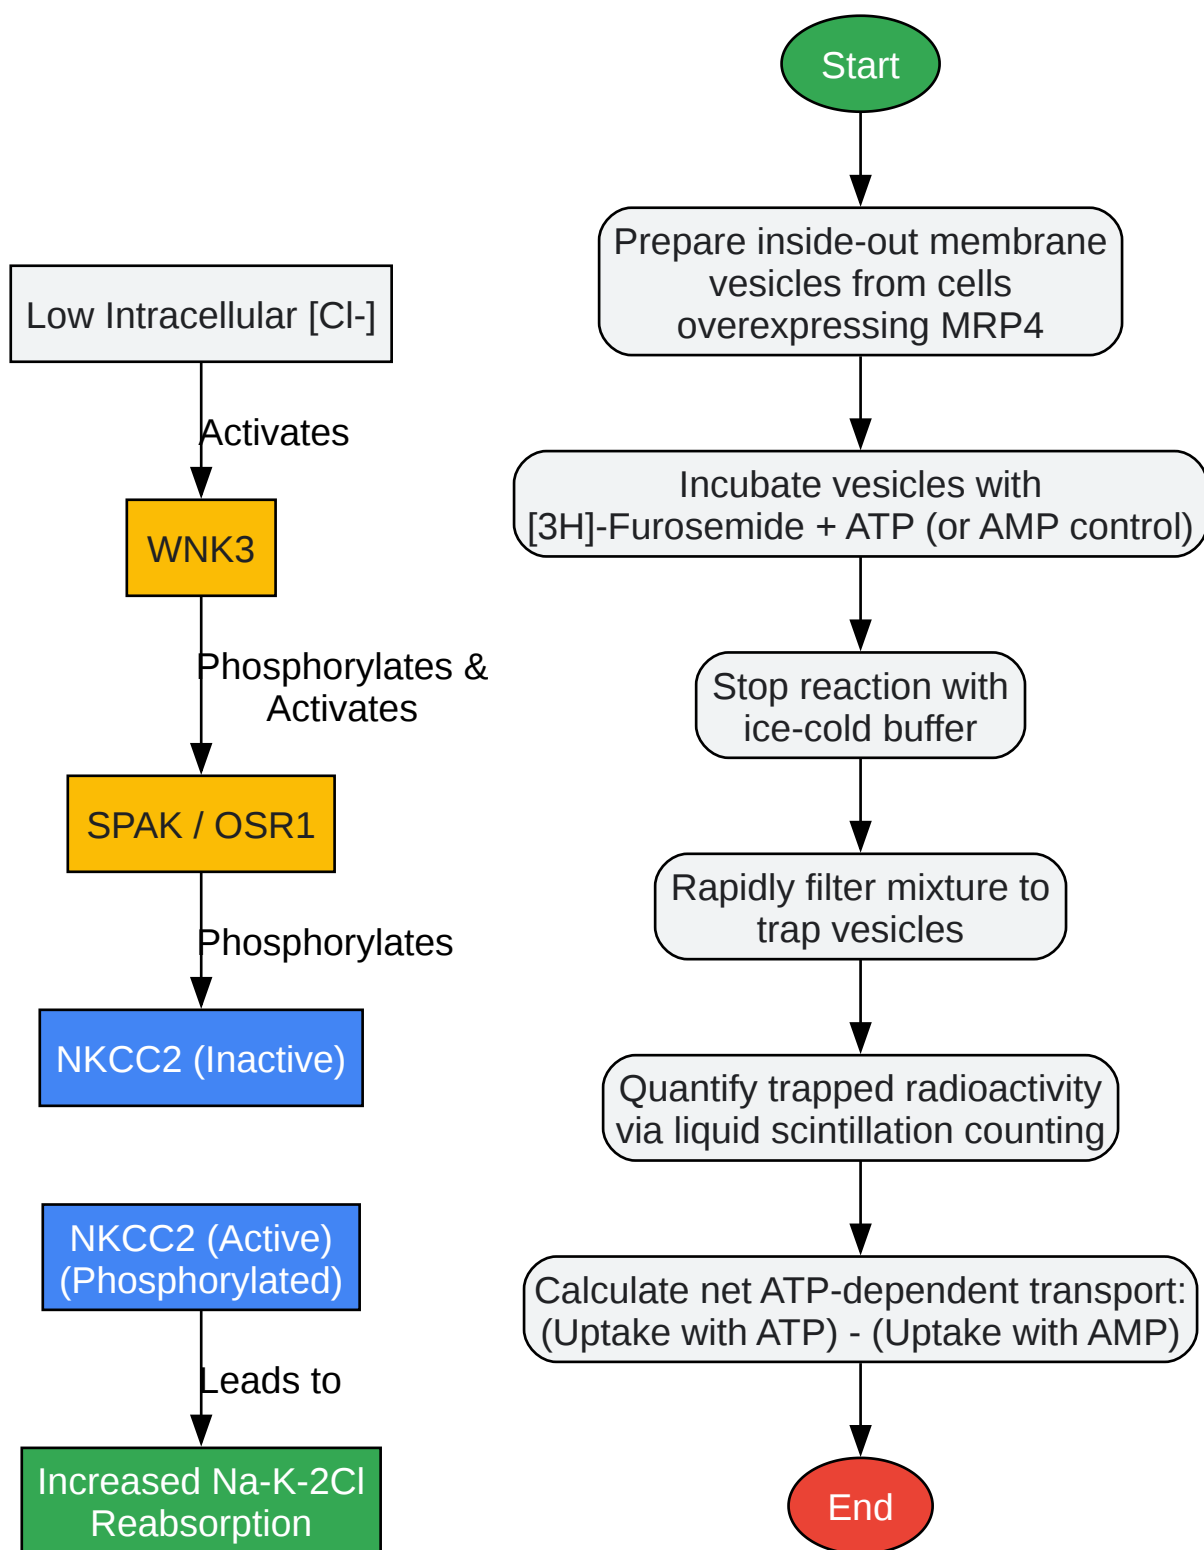 Low Intracellular [Cl-]
Activates
WNK3
Phosphorylates &
Activates
SPAK / OSR1
Phosphorylates
NKCC2 (Inactive)
NKCC2 (Active)
(Phosphorylated)
Leads to
Increased Na-K-2Cl
Reabsorption
Start
Prepare inside-out membrane
vesicles from cells
overexpressing MRP4
Incubate vesicles with
[3H]-Furosemide + ATP (or AMP control)
Stop reaction with
ice-cold buffer
Rapidly filter mixture to
trap vesicles
Quantify trapped radioactivity
via liquid scintillation counting
Calculate net ATP-dependent transport:
(Uptake with ATP) - (Uptake with AMP)
End